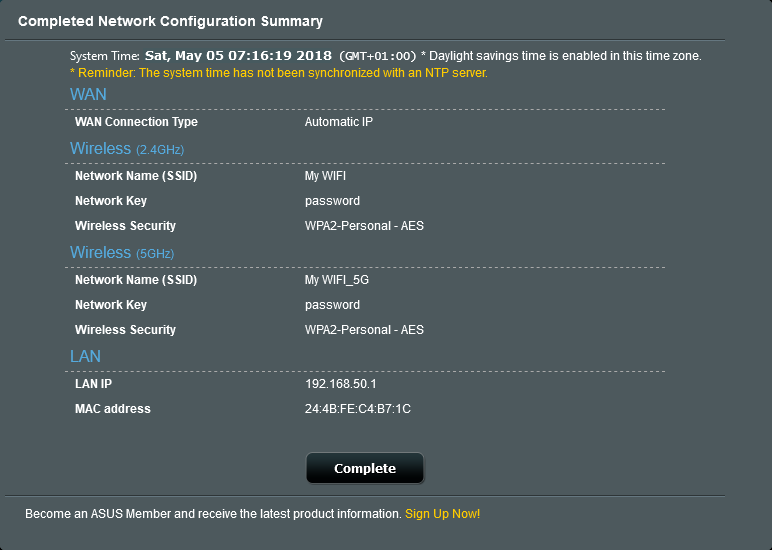 Completed Network Configuration Summary
System Time: Sat, May 05 07:16:19 2018 (GMT+01:00) * Daylight savings time is enabled in this time zone.
* Reminder: The system time has not been synchronized with an NTP server.
WAN
WAN Connection Type Automatic IP
Wireless (2.4GHz)
Network Name (SSID) My WIFI
Network Key password
Wireless Security WPA2-Personal - AES
Wireless (5GHz)
Network Name (SSID) My WIFI_5G
Network Key password
Wireless Security WPA2-Personal - AES
LAN
LAN IP 192.168.50.1
MAC address 24:4B:FE:C4:B7:1C
Complete
Become an ASUS Member and receive the latest product information. Sign Up Now!